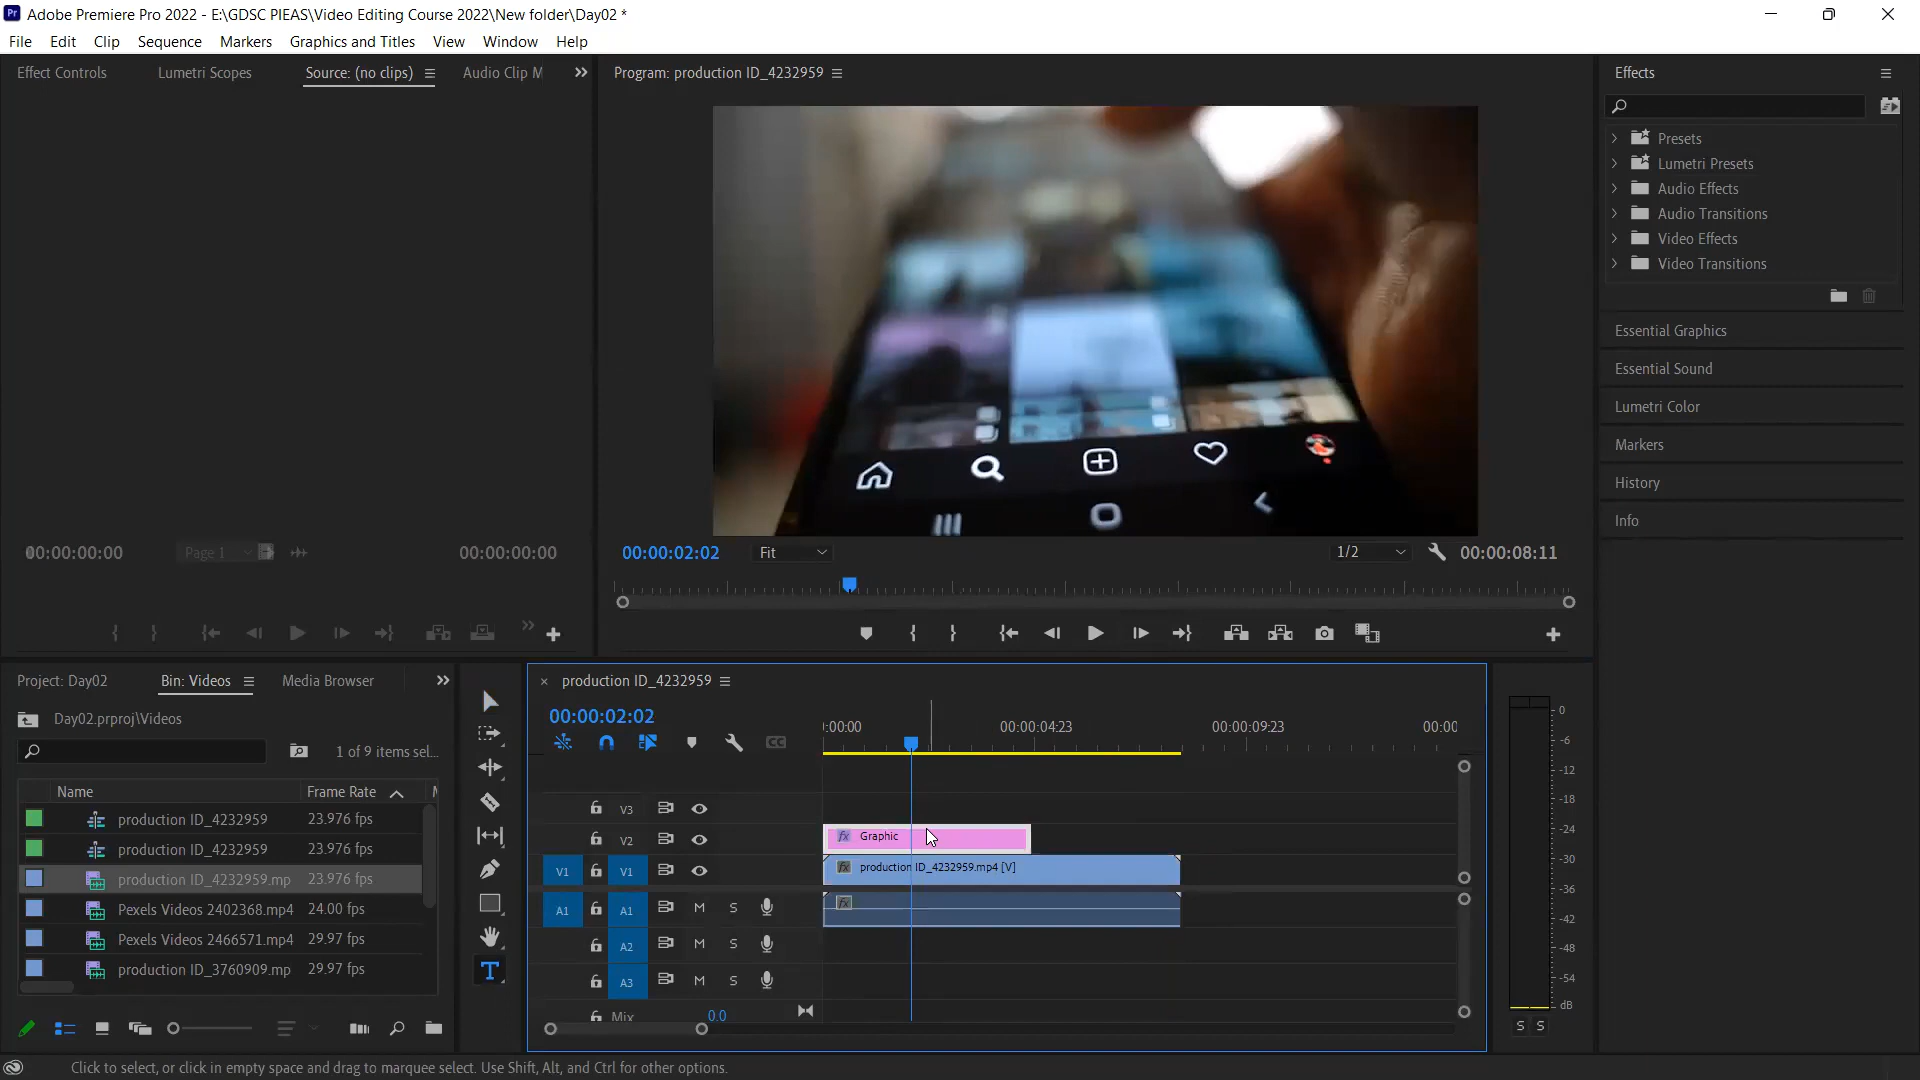 Adobe Premiere Pro 2022 - E:\GDSC PIEAS\Video Editing Course 2022\New folder\Day02 *
File Edit Clip Sequence Markers Graphics and Titles View Window Help
Effect Controls Lumetri Scopes Source: (no clips) Audio Clip M
Program: production ID_4232959
Effects
Presets
Lumetri Presets
Audio Effects
Audio Transitions
Video Effects
Video Transitions
Essential Graphics
Essential Sound
Lumetri Color
Markers
History
Info
00:00:00:00 Page 1 00:00:00:00
00:00:02:02 Fit 1/2 00:00:08:11
Project: Day02 Bin: Videos Media Browser
Day02.prproj\Videos
1 of 9 items sel...
Name Frame Rate
production ID_4232959 23.976 fps
production ID_4232959 23.976 fps
production ID_4232959.mp 23.976 fps
Pexels Videos 2402368.mp4 24.00 fps
Pexels Videos 2466571.mp4 29.97 fps
production ID_3760909.mp 29.97 fps
production ID_4232959
00:00:02:02
:00:00 00:00:04:23 00:00:09:23 00:00
V3
V2 fx Graphic
V1 V1 fx production ID_4232959.mp4 [V]
A1 A1 M S fx
A2 M S
A3 M S
Mix 0.0
0
-6
-12
-18
-24
-30
-36
-42
-48
-54
dB
S S
Click to select, or click in empty space and drag to marquee select. Use Shift, Alt, and Ctrl for other options.